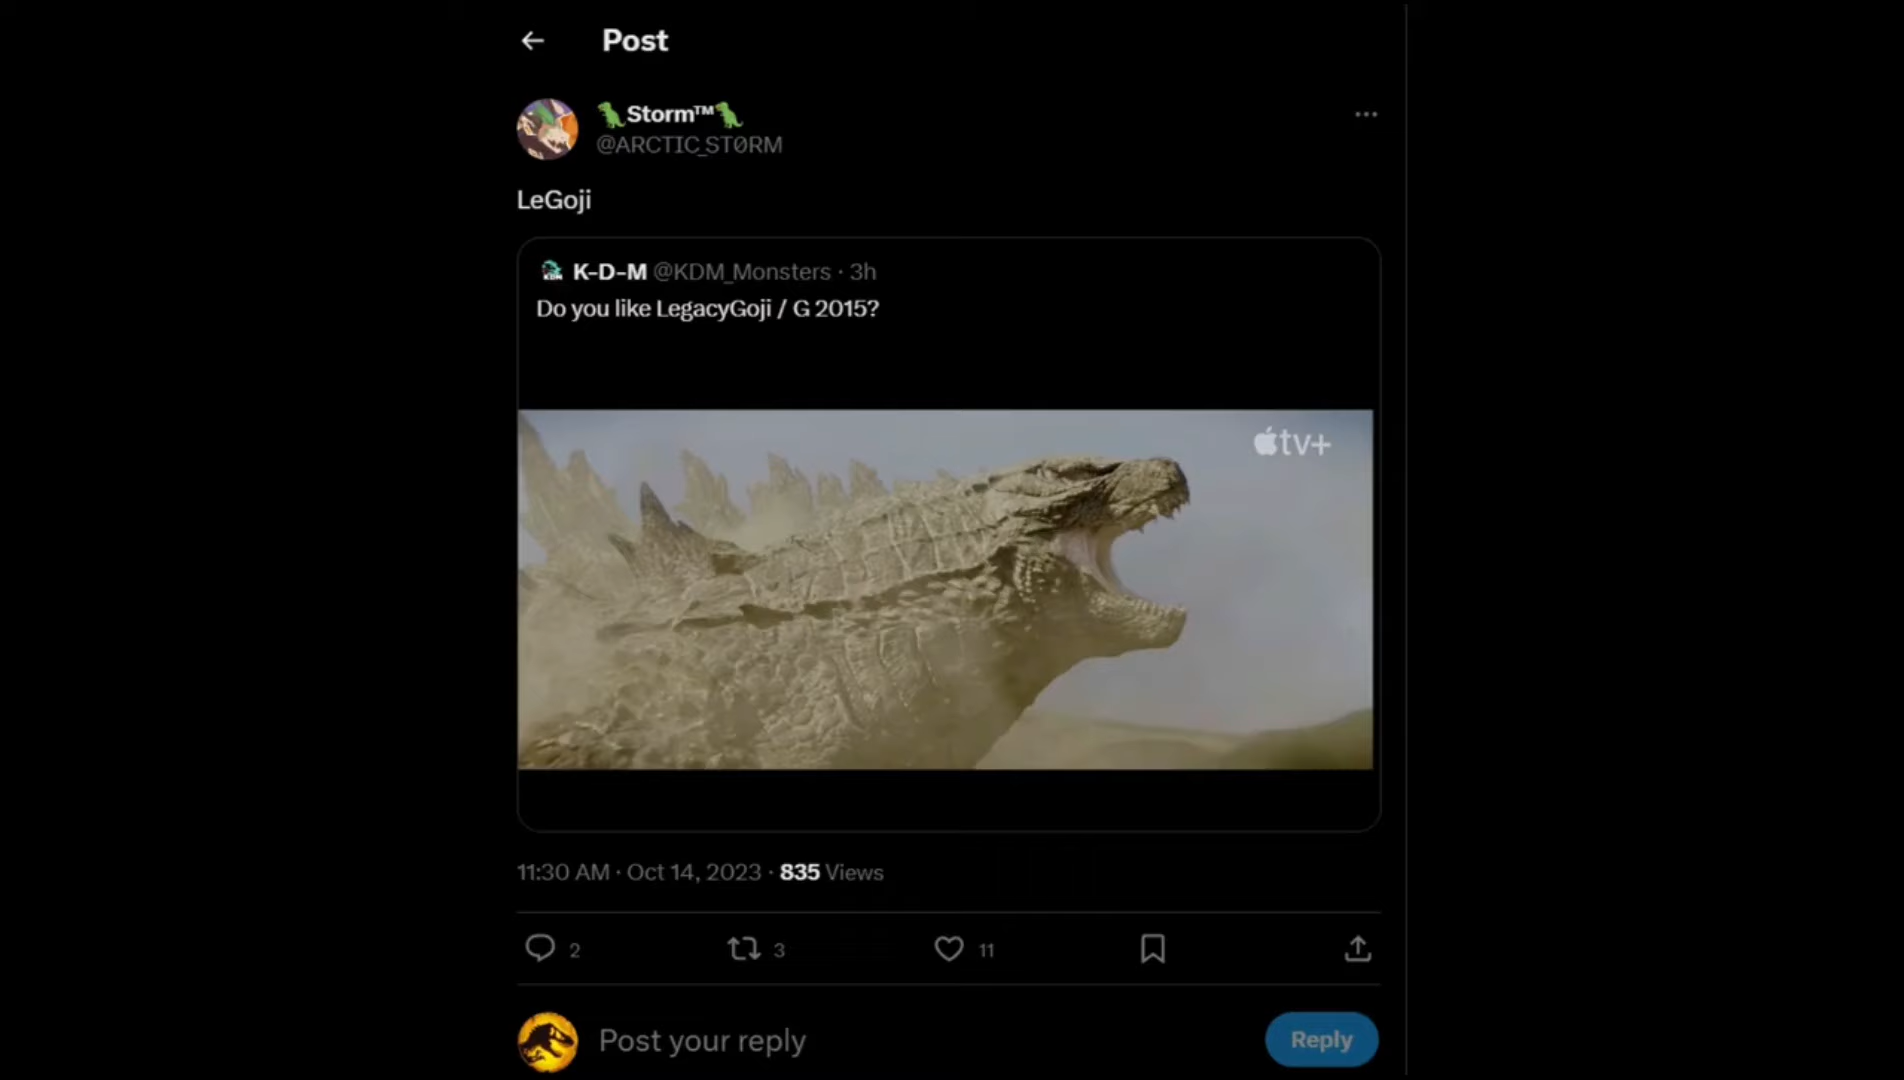 Post
🦖Storm™🦖
@ARCTIC_ST0RM
LeGoji
K-D-M @KDM_Monsters · 3h
Do you like LegacyGoji / G 2015?
tv+
11:30 AM · Oct 14, 2023 · 835 Views
2 3 11
Post your reply
Reply